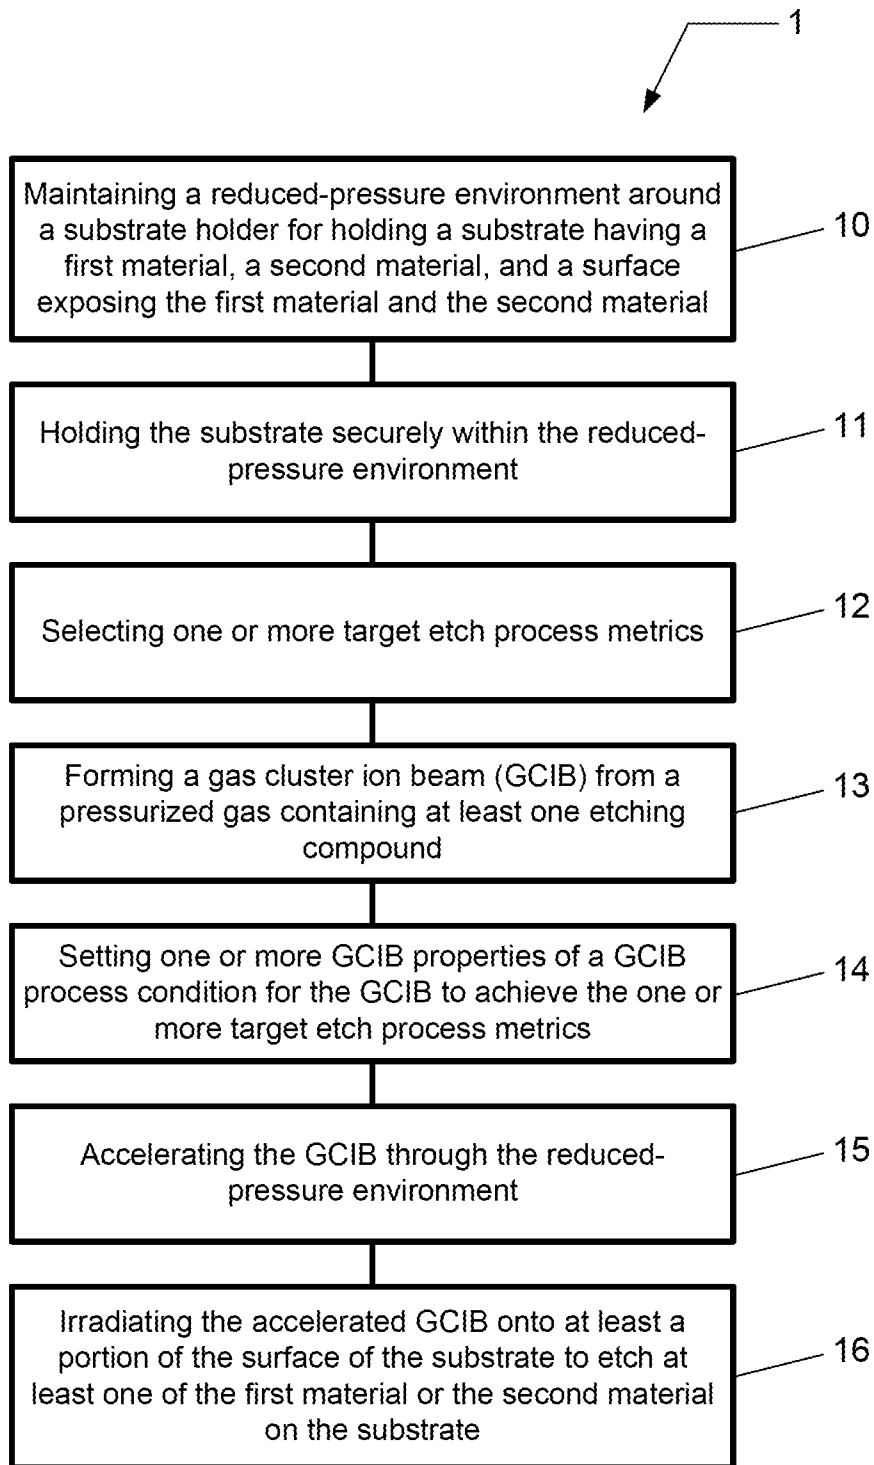 1
Maintaining a reduced-pressure environment around
a substrate holder for holding a substrate having a
first material, a second material, and a surface
exposing the first material and the second material
10
Holding the substrate securely within the reduced-
pressure environment
11
Selecting one or more target etch process metrics
12
Forming a gas cluster ion beam (GCIB) from a
pressurized gas containing at least one etching
compound
13
Setting one or more GCIB properties of a GCIB
process condition for the GCIB to achieve the one or
more target etch process metrics
14
Accelerating the GCIB through the reduced-
pressure environment
15
Irradiating the accelerated GCIB onto at least a
portion of the surface of the substrate to etch at
least one of the first material or the second material
on the substrate
16